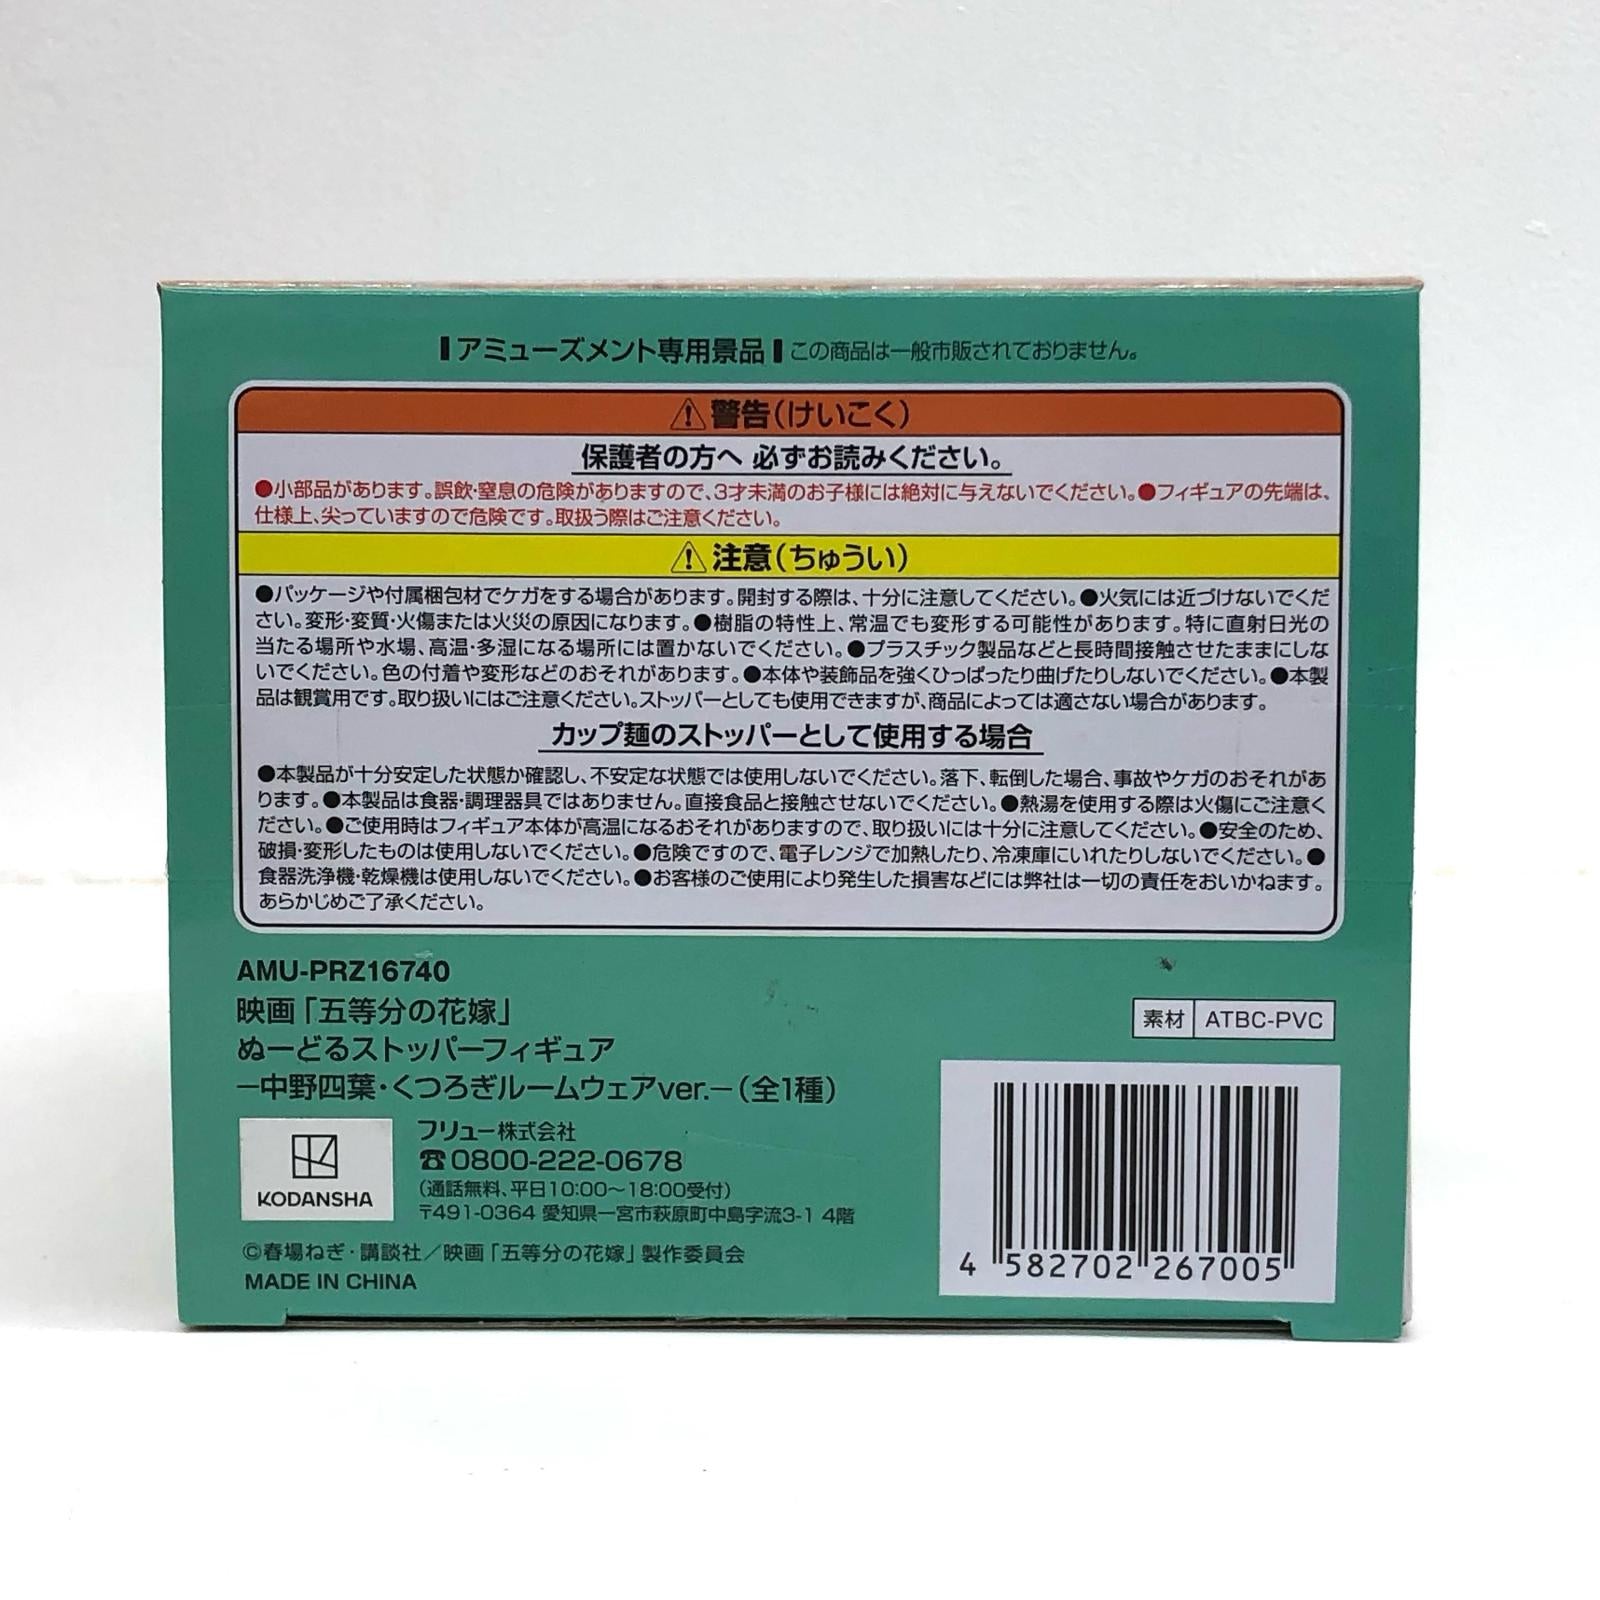 アミューズメント専用景品 この商品は一般市販されておりません。
警告(けいこく)
保護者の方へ 必ずお読みください。
●小部品があります。誤飲・窒息の危険がありますので、3才未満のお子様には絶対に与えないでください。●フィギュアの先端は、
仕様上、尖っていますので危険です。取扱う際はご注意ください。
注意(ちゅうい)
●パッケージや付属梱包材でケガをする場合があります。開封する際は、十分に注意してください。●火気には近づけないでくだ
さい。変形・変質・火傷または火災の原因になります。●樹脂の特性上、常温でも変形する可能性があります。特に直射日光の
当たる場所や水場、高温・多湿になる場所には置かないでください。●プラスチック製品などと長時間接触させたままにしな
いでください。色の付着や変形などのおそれがあります。●本体や装飾品を強くひっぱったり曲げたりしないでください。●本製
品は観賞用です。取り扱いにはご注意ください。ストッパーとしても使用できますが、商品によっては適さない場合があります。
カップ麺のストッパーとして使用する場合
●本製品が十分安定した状態か確認し、不安定な状態では使用しないでください。落下、転倒した場合、事故やケガのおそれがあ
ります。●本製品は食器・調理器具ではありません。直接食品と接触させないでください。●熱湯を使用する際は火傷にご注意く
ださい。●ご使用時はフィギュア本体が高温になるおそれがありますので、取り扱いには十分に注意してください。●安全のため、
破損・変形したものは使用しないでください。●危険ですので、電子レンジで加熱したり、冷凍庫にいれたりしないでください。●
食器洗浄機・乾燥機は使用しないでください。●お客様のご使用により発生した損害などには弊社は一切の責任をおいかねます。
あらかじめご了承ください。
AMU-PRZ16740
映画「五等分の花嫁」
ぬーどるストッパーフィギュア
－中野四葉・くつろぎルームウェアver.－(全1種)
素材 ATBC-PVC
KODANSHA
フリュー株式会社
☎0800-222-0678
(通話無料、平日10:00～18:00受付)
〒491-0364 愛知県一宮市萩原町中島字流3-1 4階
©春場ねぎ・講談社／映画「五等分の花嫁」製作委員会
MADE IN CHINA
4 582702 267005